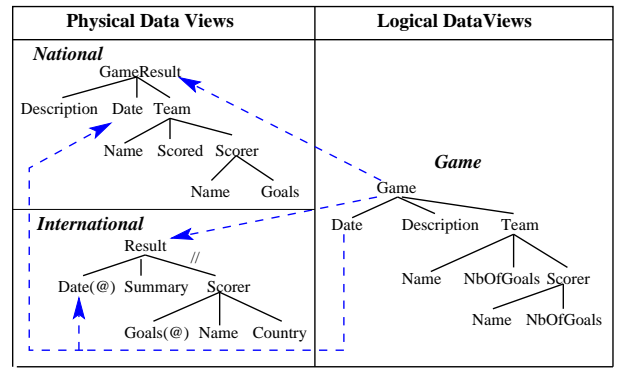 Physical Data Views
Logical DataViews
National
GameResult
Description Date Team
Name Scored Scorer
Name Goals
International
Result
//
Date(@) Summary Scorer
Goals(@) Name Country
Game
Game
Date Description Team
Name NbOfGoals Scorer
Name NbOfGoals